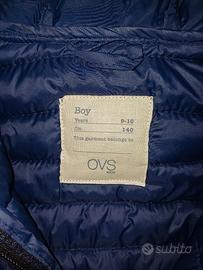 Boy
Years 9-10
Cm 140
This garment belongs to
OVS
subito